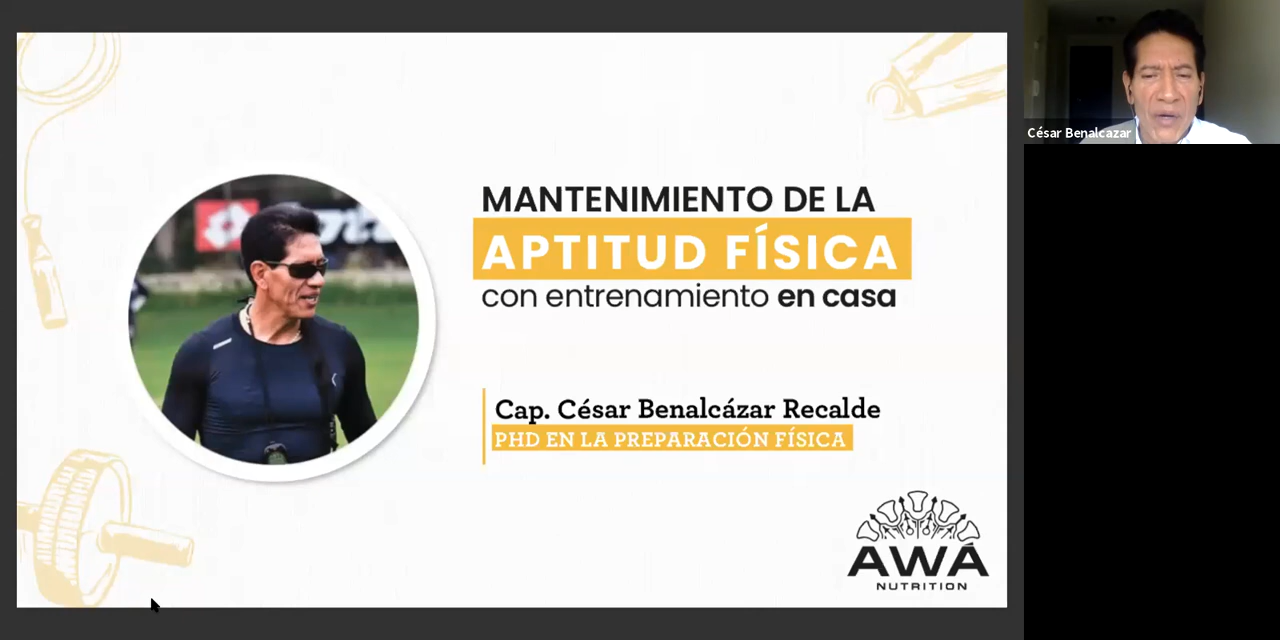 MANTENIMIENTO DE LA
APTITUD FÍSICA
con entrenamiento en casa
Cap. César Benalcázar Recalde
PHD EN LA PREPARACIÓN FÍSICA
AWÁ
NUTRITION
César Benalcazar